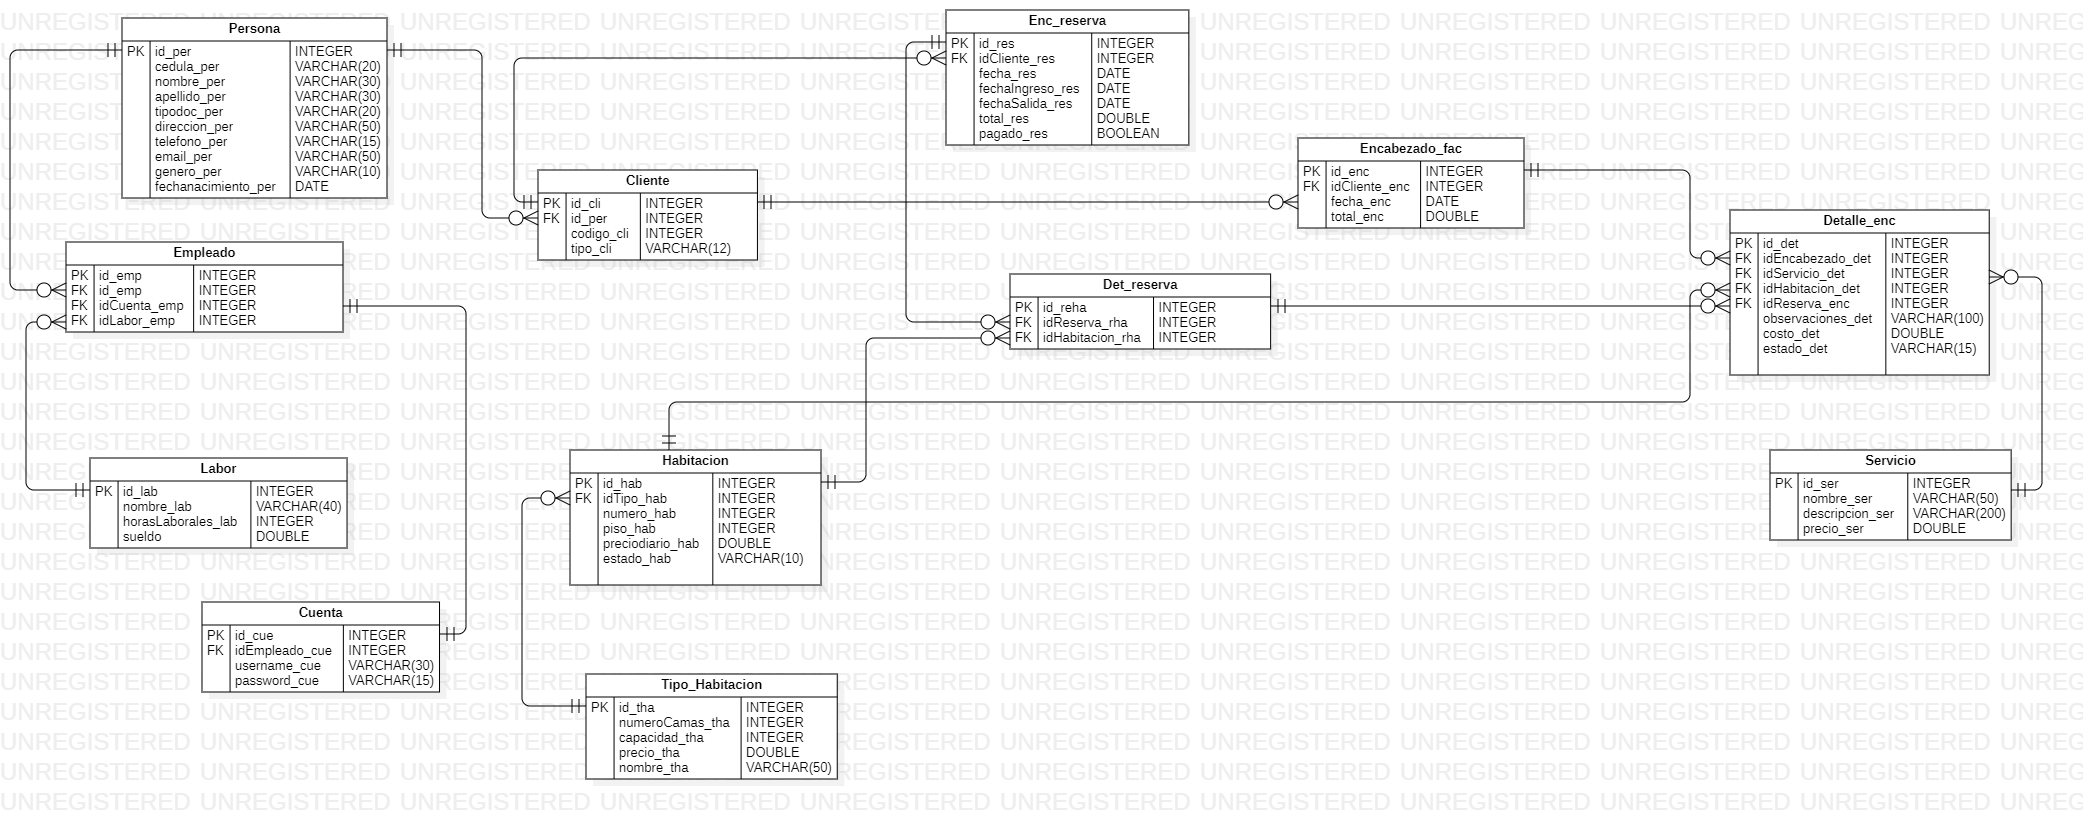 Persona
PK id_per INTEGER
cedula_per VARCHAR(20)
nombre_per VARCHAR(30)
apellido_per VARCHAR(30)
tipodoc_per VARCHAR(20)
direccion_per VARCHAR(50)
telefono_per VARCHAR(15)
email_per VARCHAR(50)
genero_per VARCHAR(10)
fechanacimiento_per DATE
Enc_reserva
PK id_res INTEGER
FK idCliente_res INTEGER
fecha_res DATE
fechaIngreso_res DATE
fechaSalida_res DATE
total_res DOUBLE
pagado_res BOOLEAN
Cliente
PK id_cli INTEGER
FK id_per INTEGER
codigo_cli INTEGER
tipo_cli VARCHAR(12)
Encabezado_fac
PK id_enc INTEGER
FK idCliente_enc INTEGER
fecha_enc DATE
total_enc DOUBLE
Detalle_enc
PK id_det INTEGER
FK idEncabezado_det INTEGER
FK idServicio_det INTEGER
FK idHabitacion_det INTEGER
FK idReserva_enc INTEGER
observaciones_det VARCHAR(100)
costo_det DOUBLE
estado_det VARCHAR(15)
Empleado
PK id_emp INTEGER
FK id_emp INTEGER
FK idCuenta_emp INTEGER
FK idLabor_emp INTEGER
Det_reserva
PK id_reha INTEGER
FK idReserva_rha INTEGER
FK idHabitacion_rha INTEGER
Labor
PK id_lab INTEGER
nombre_lab VARCHAR(40)
horasLaborales_lab INTEGER
sueldo DOUBLE
Habitacion
PK id_hab INTEGER
FK idTipo_hab INTEGER
numero_hab INTEGER
piso_hab INTEGER
preciodiario_hab DOUBLE
estado_hab VARCHAR(10)
Servicio
PK id_ser INTEGER
nombre_ser VARCHAR(50)
descripcion_ser VARCHAR(200)
precio_ser DOUBLE
Cuenta
PK id_cue INTEGER
FK idEmpleado_cue INTEGER
username_cue VARCHAR(30)
password_cue VARCHAR(15)
Tipo_Habitacion
PK id_tha INTEGER
numeroCamas_tha INTEGER
capacidad_tha INTEGER
precio_tha DOUBLE
nombre_tha VARCHAR(50)
UNREGISTERED